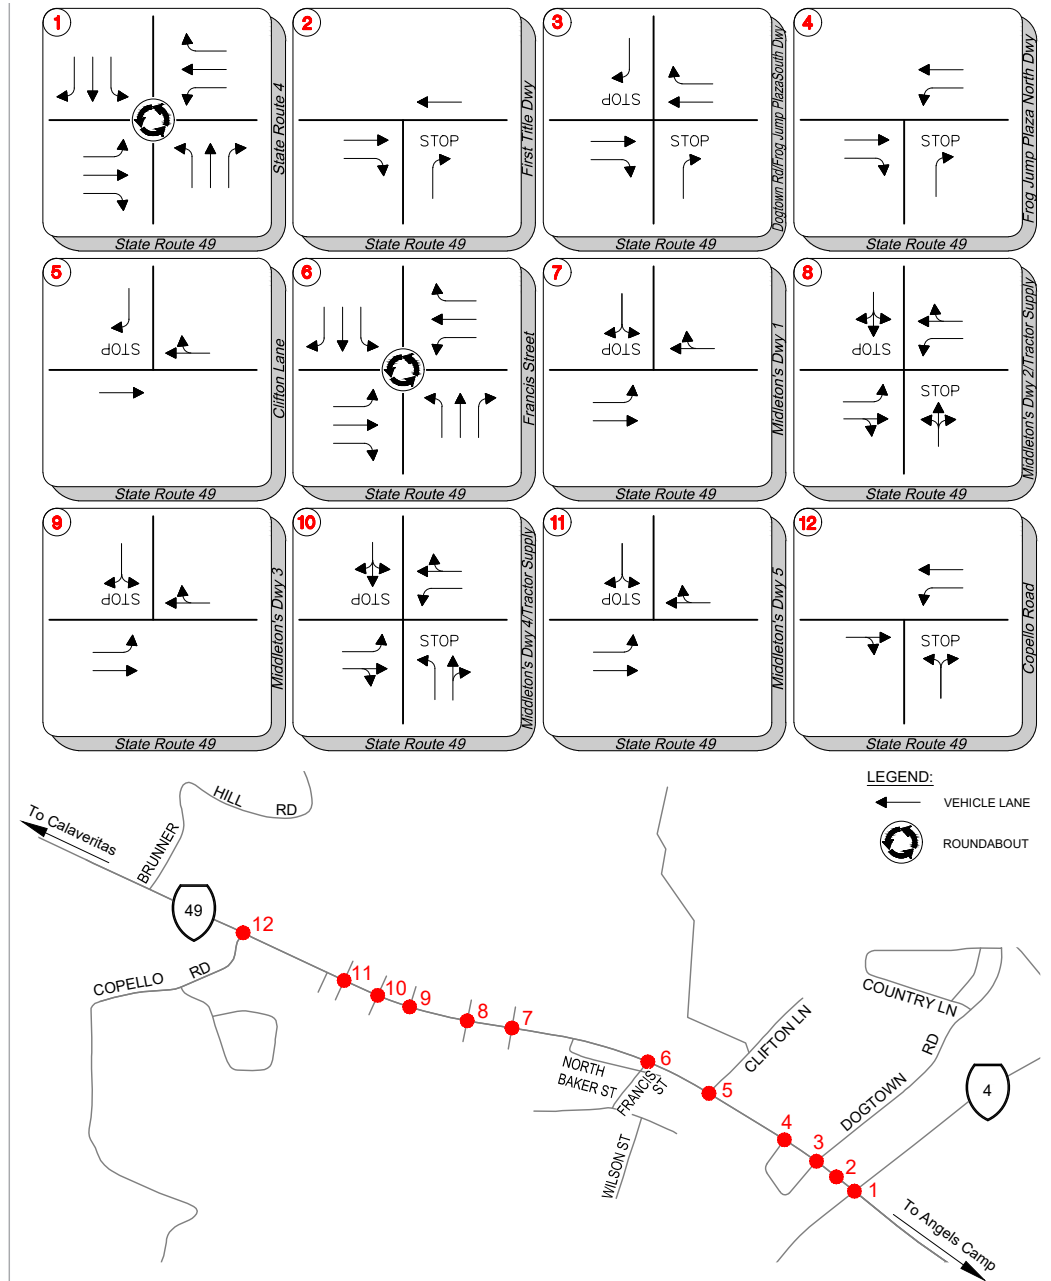 1
State Route 4
State Route 49
2
STOP
First Title Dwy
State Route 49
3
STOP
STOP
Dogtown Rd/Frog Jump PlazaSouth Dwy
State Route 49
4
STOP
Frog Jump Plaza North Dwy
State Route 49
5
STOP
Clifton Lane
State Route 49
6
Francis Street
State Route 49
7
STOP
Midleton's Dwy 1
State Route 49
8
STOP
STOP
Middleton's Dwy 2/Tractor Supply
State Route 49
9
STOP
Middleton's Dwy 3
State Route 49
10
STOP
STOP
Middleton's Dwy 4/Tractor Supply
State Route 49
11
STOP
Middleton's Dwy 5
State Route 49
12
STOP
Copello Road
State Route 49
LEGEND:
VEHICLE LANE
ROUNDABOUT
To Calaveritas
BRUNNER
HILL
RD
49
12
COPELLO
RD
11
10
9
8
7
NORTH
BAKER ST
FRANCIS
ST
WILSON ST
6
5
CLIFTON LN
COUNTRY LN
DOGTOWN
RD
4
4
3
2
1
To Angels Camp